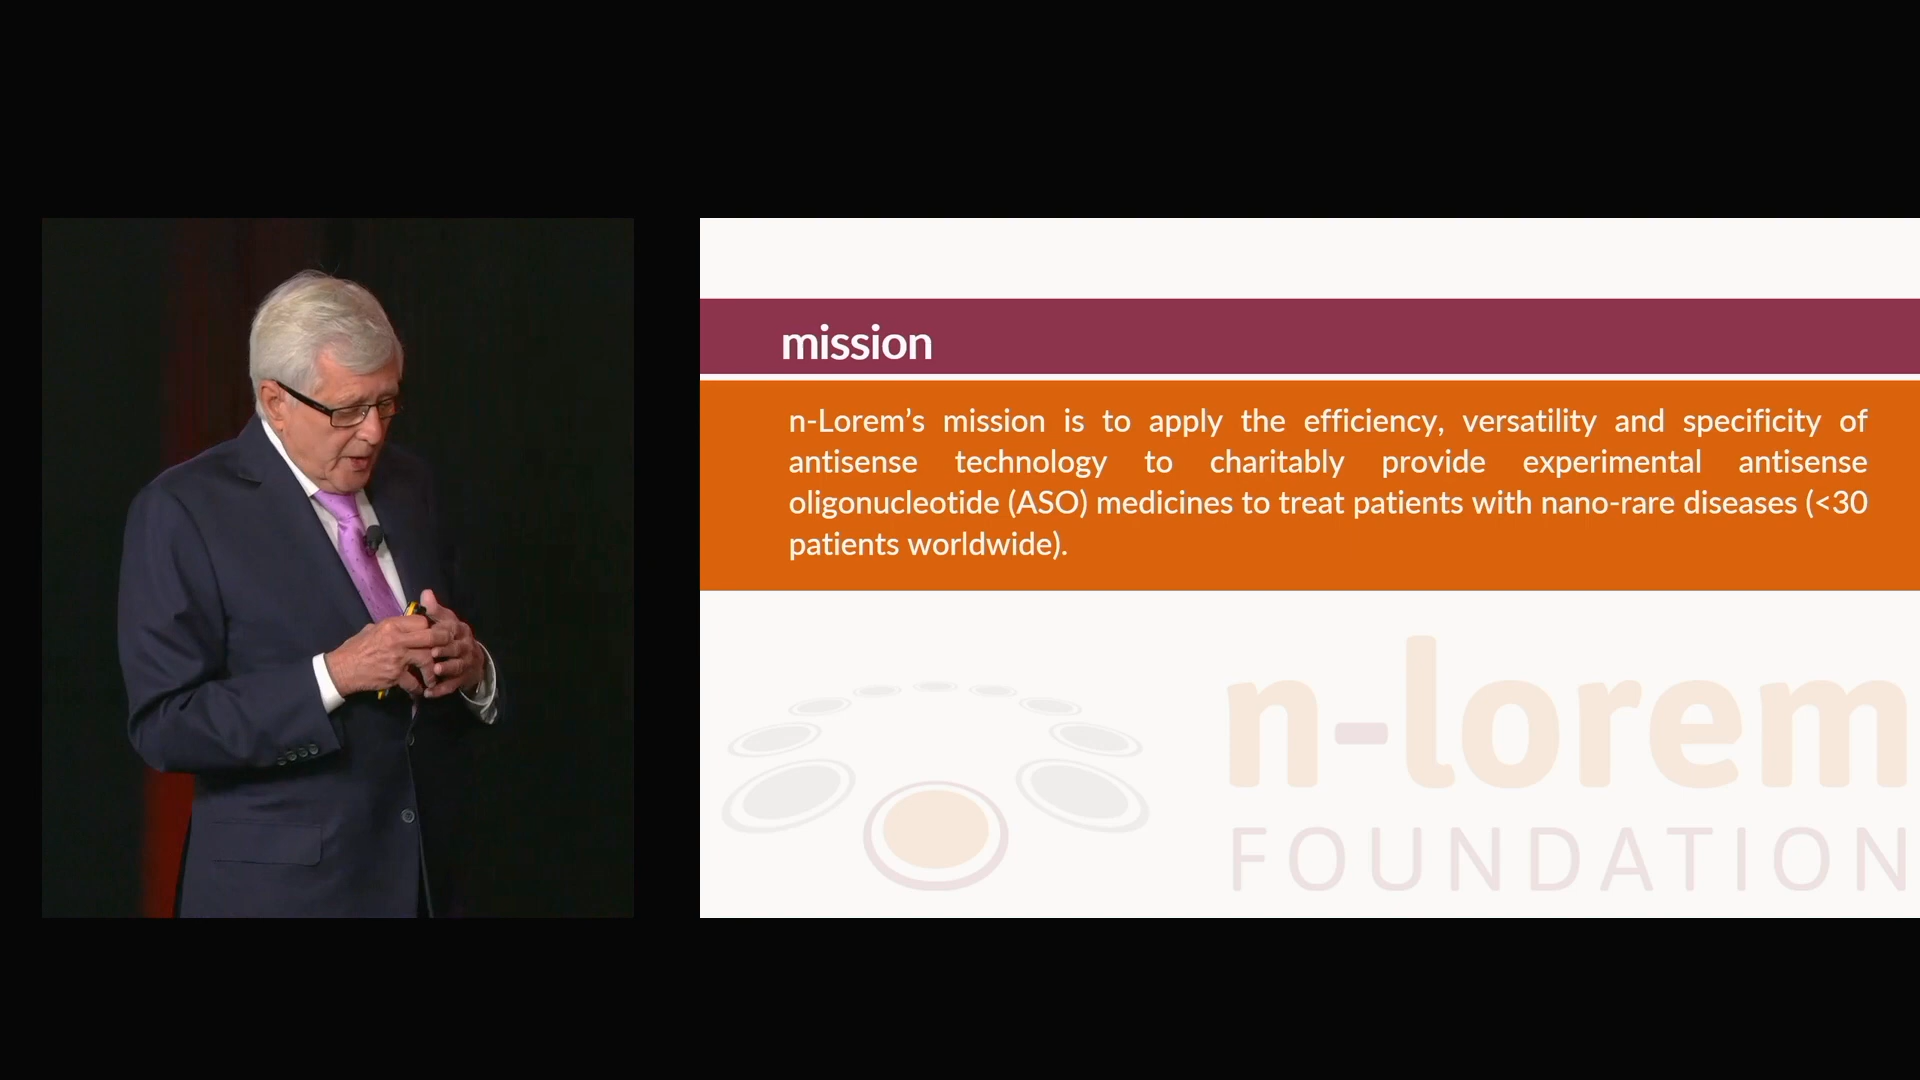 mission
n-Lorem’s mission is to apply the efficiency, versatility and specificity of
antisense technology to charitably provide experimental antisense
oligonucleotide (ASO) medicines to treat patients with nano-rare diseases (<30
patients worldwide).
n-lorem
FOUNDATION